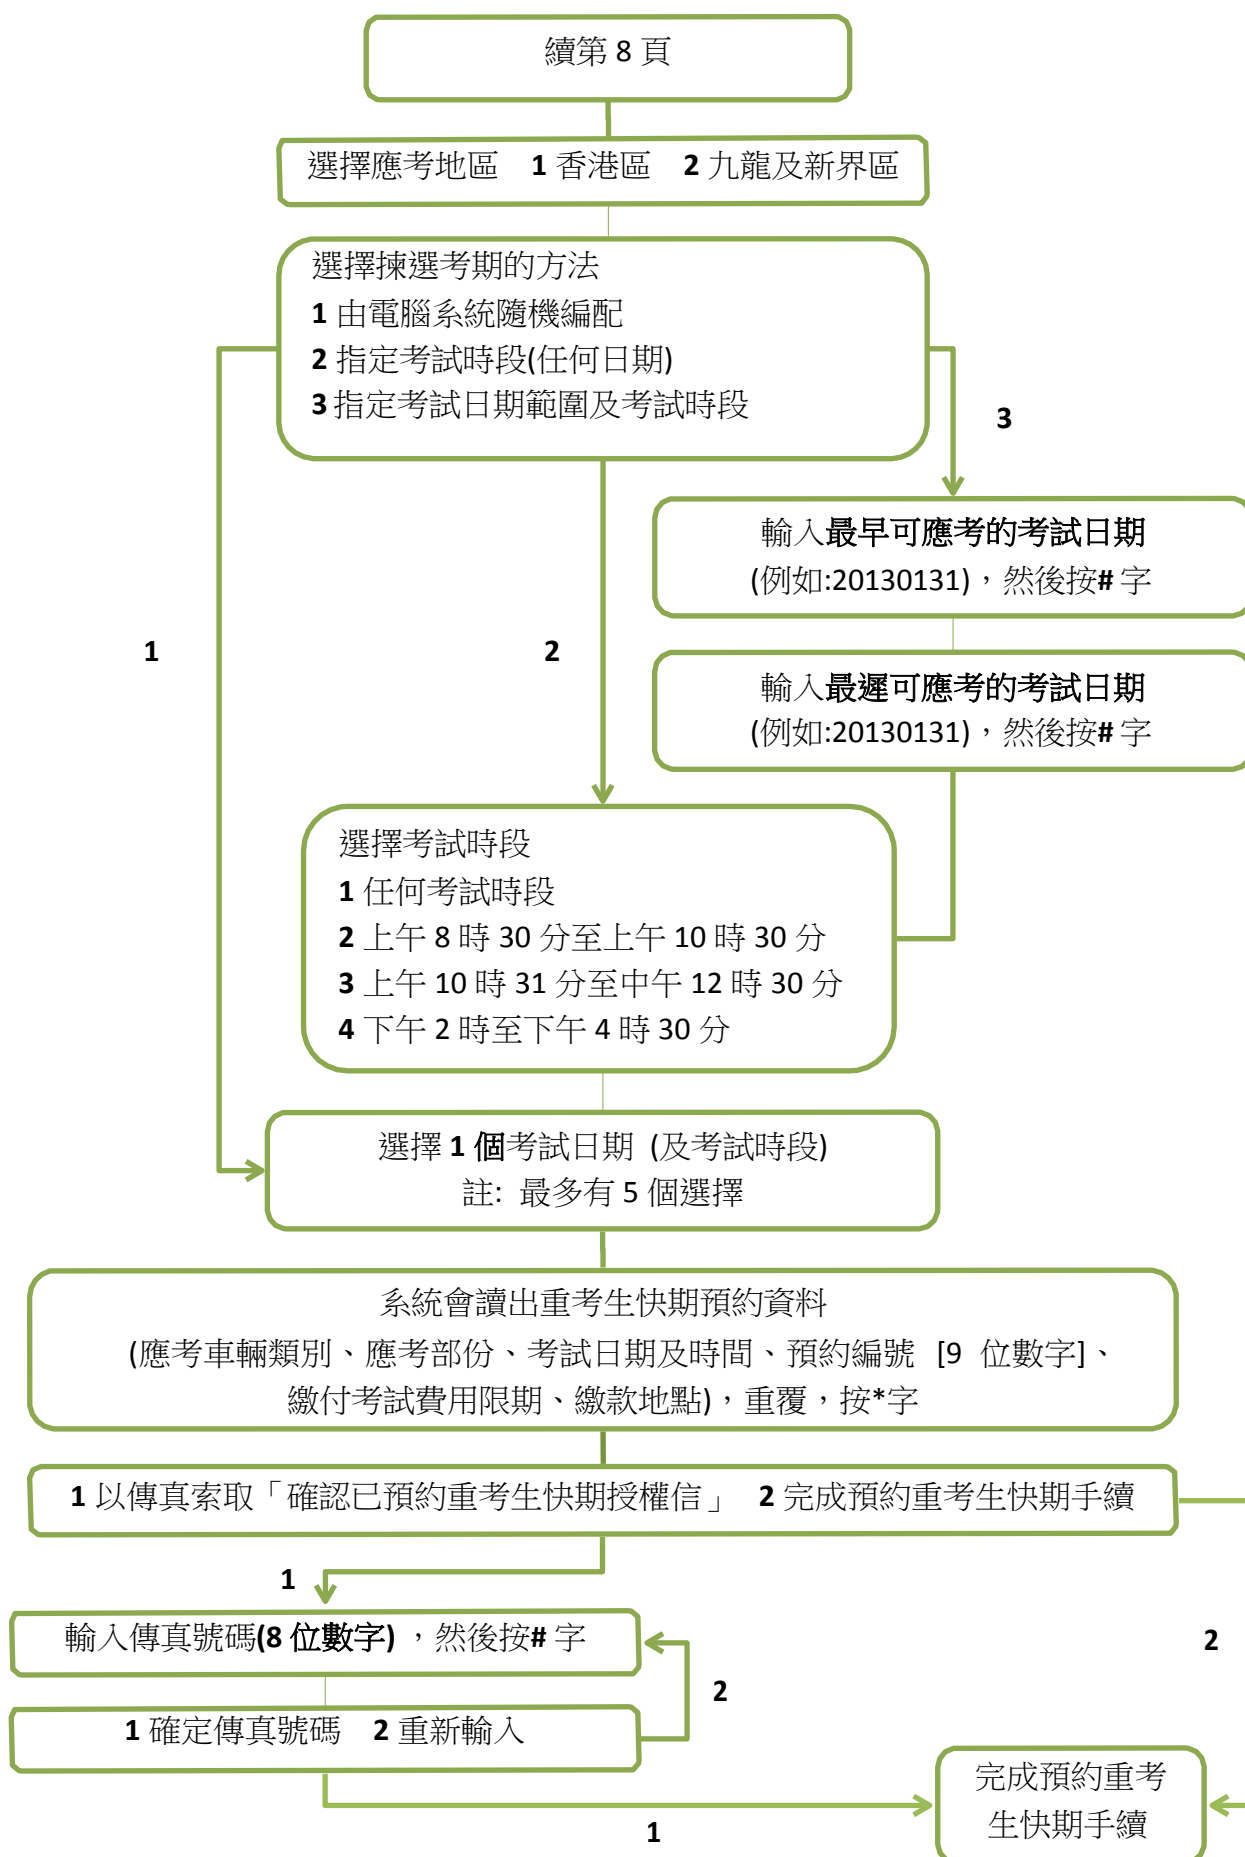 續第 8 頁
選擇應考地區 1 香港區 2 九龍及新界區
選擇揀選考期的方法
1 由電腦系統隨機編配
2 指定考試時段(任何日期)
3 指定考試日期範圍及考試時段
3
輸入最早可應考的考試日期
(例如:20130131)，然後按# 字
1
2
輸入最遲可應考的考試日期
(例如:20130131)，然後按# 字
選擇考試時段
1 任何考試時段
2 上午 8 時 30 分至上午 10 時 30 分
3 上午 10 時 31 分至中午 12 時 30 分
4 下午 2 時至下午 4 時 30 分
選擇 1 個考試日期 (及考試時段)
註: 最多有 5 個選擇
系統會讀出重考生快期預約資料
(應考車輛類別、應考部份、考試日期及時間、預約編號 [9 位數字]、
繳付考試費用限期、繳款地點)，重覆，按*字
1 以傳真索取「確認已預約重考生快期授權信」 2 完成預約重考生快期手續
1
輸入傳真號碼(8 位數字) ，然後按# 字
2
2
1 確定傳真號碼 2 重新輸入
完成預約重考
生快期手續
1